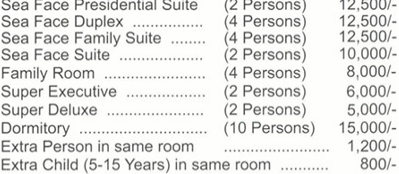 Sea Face Presidential Suite (2 Persons) 12,500/-
Sea Face Duplex ................ (4 Persons) 12,500/-
Sea Face Family Suite ........ (4 Persons) 12,500/-
Sea Face Suite .................. (2 Persons) 10,000/-
Family Room ..................... (4 Persons) 8,000/-
Super Executive ................. (2 Persons) 6,000/-
Super Deluxe .................... (2 Persons) 5,000/-
Dormitory .......................... (10 Persons) 15,000/-
Extra Person in same room ..................... 1,200/-
Extra Child (5-15 Years) in same room ........... 800/-